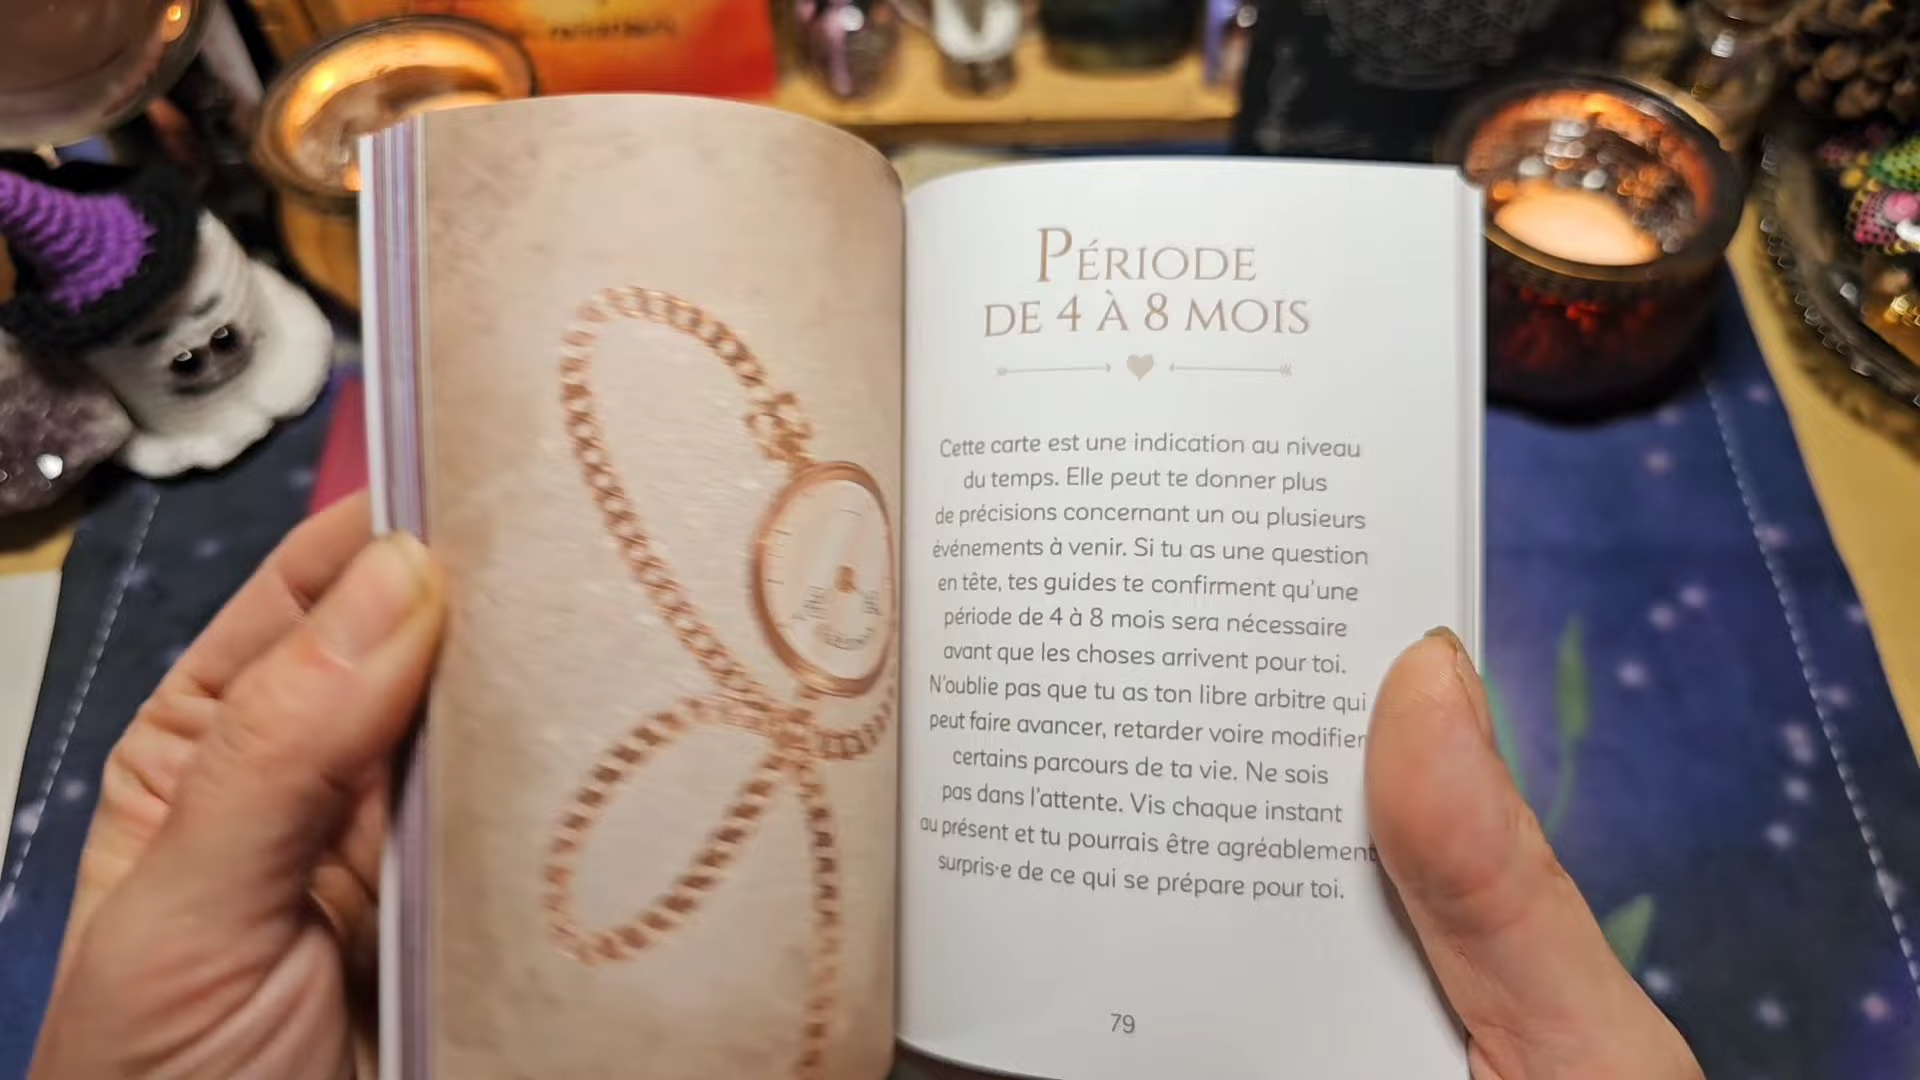 Période
de 4 à 8 mois
Cette carte est une indication au niveau
du temps. Elle peut te donner plus
de précisions concernant un ou plusieurs
événements à venir. Si tu as une question
en tête, tes guides te confirment qu'une
période de 4 à 8 mois sera nécessaire
avant que les choses arrivent pour toi.
N'oublie pas que tu as ton libre arbitre qui
peut faire avancer, retarder voire modifier
certains parcours de ta vie. Ne sois
pas dans l'attente. Vis chaque instant
au présent et tu pourrais être agréablement
surpris·e de ce qui se prépare pour toi.
79